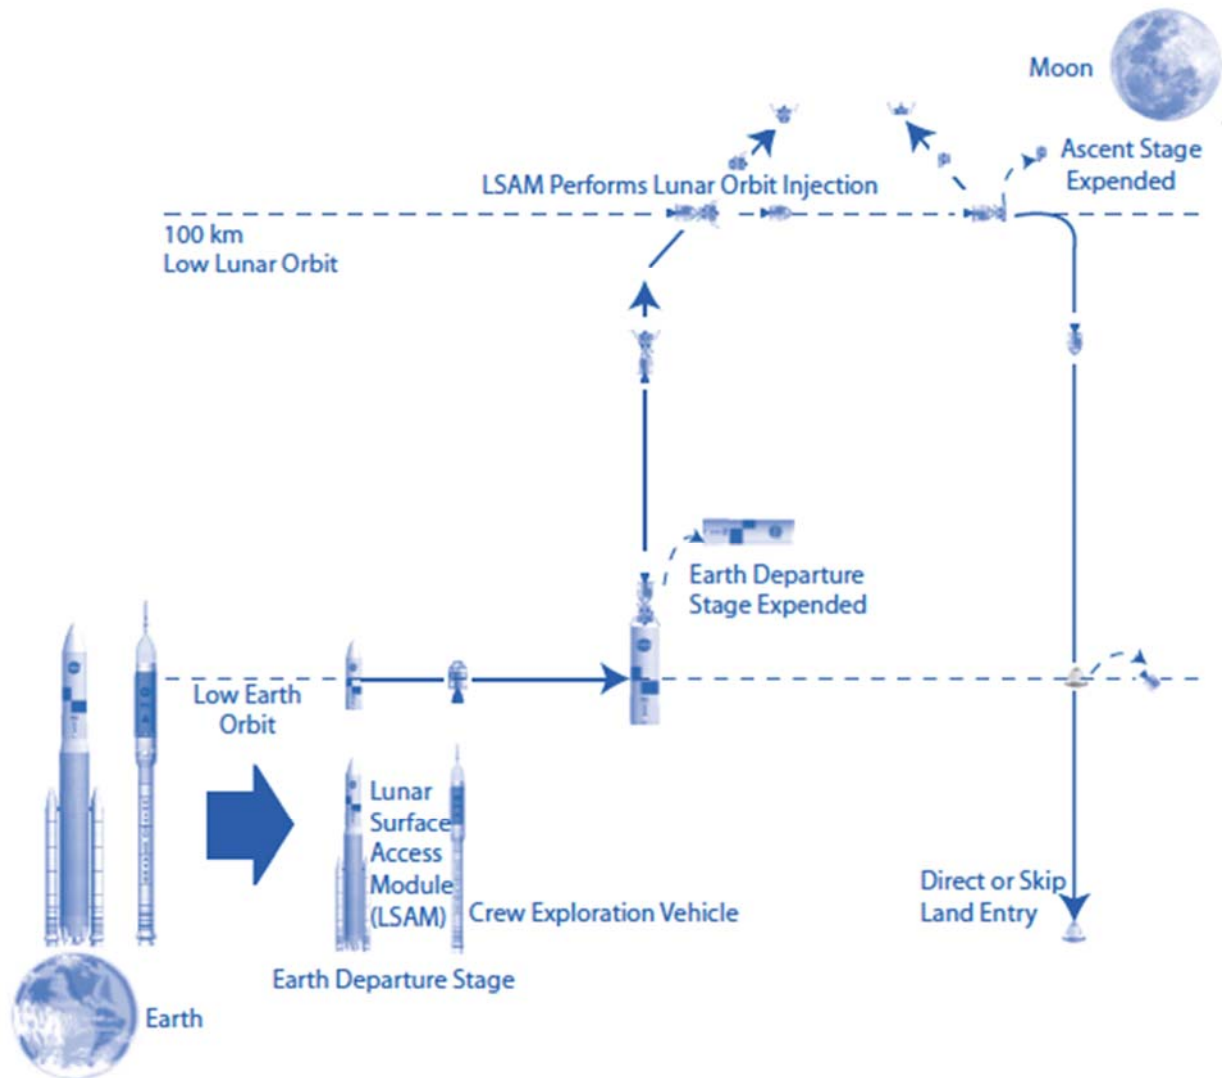 Moon
Ascent Stage
Expended
LSAM Performs Lunar Orbit Injection
100 km
Low Lunar Orbit
Earth Departure
Stage Expended
Low Earth
Orbit
Lunar
Surface
Access
Module
(LSAM)
Crew Exploration Vehicle
Direct or Skip
Land Entry
Earth Departure Stage
Earth